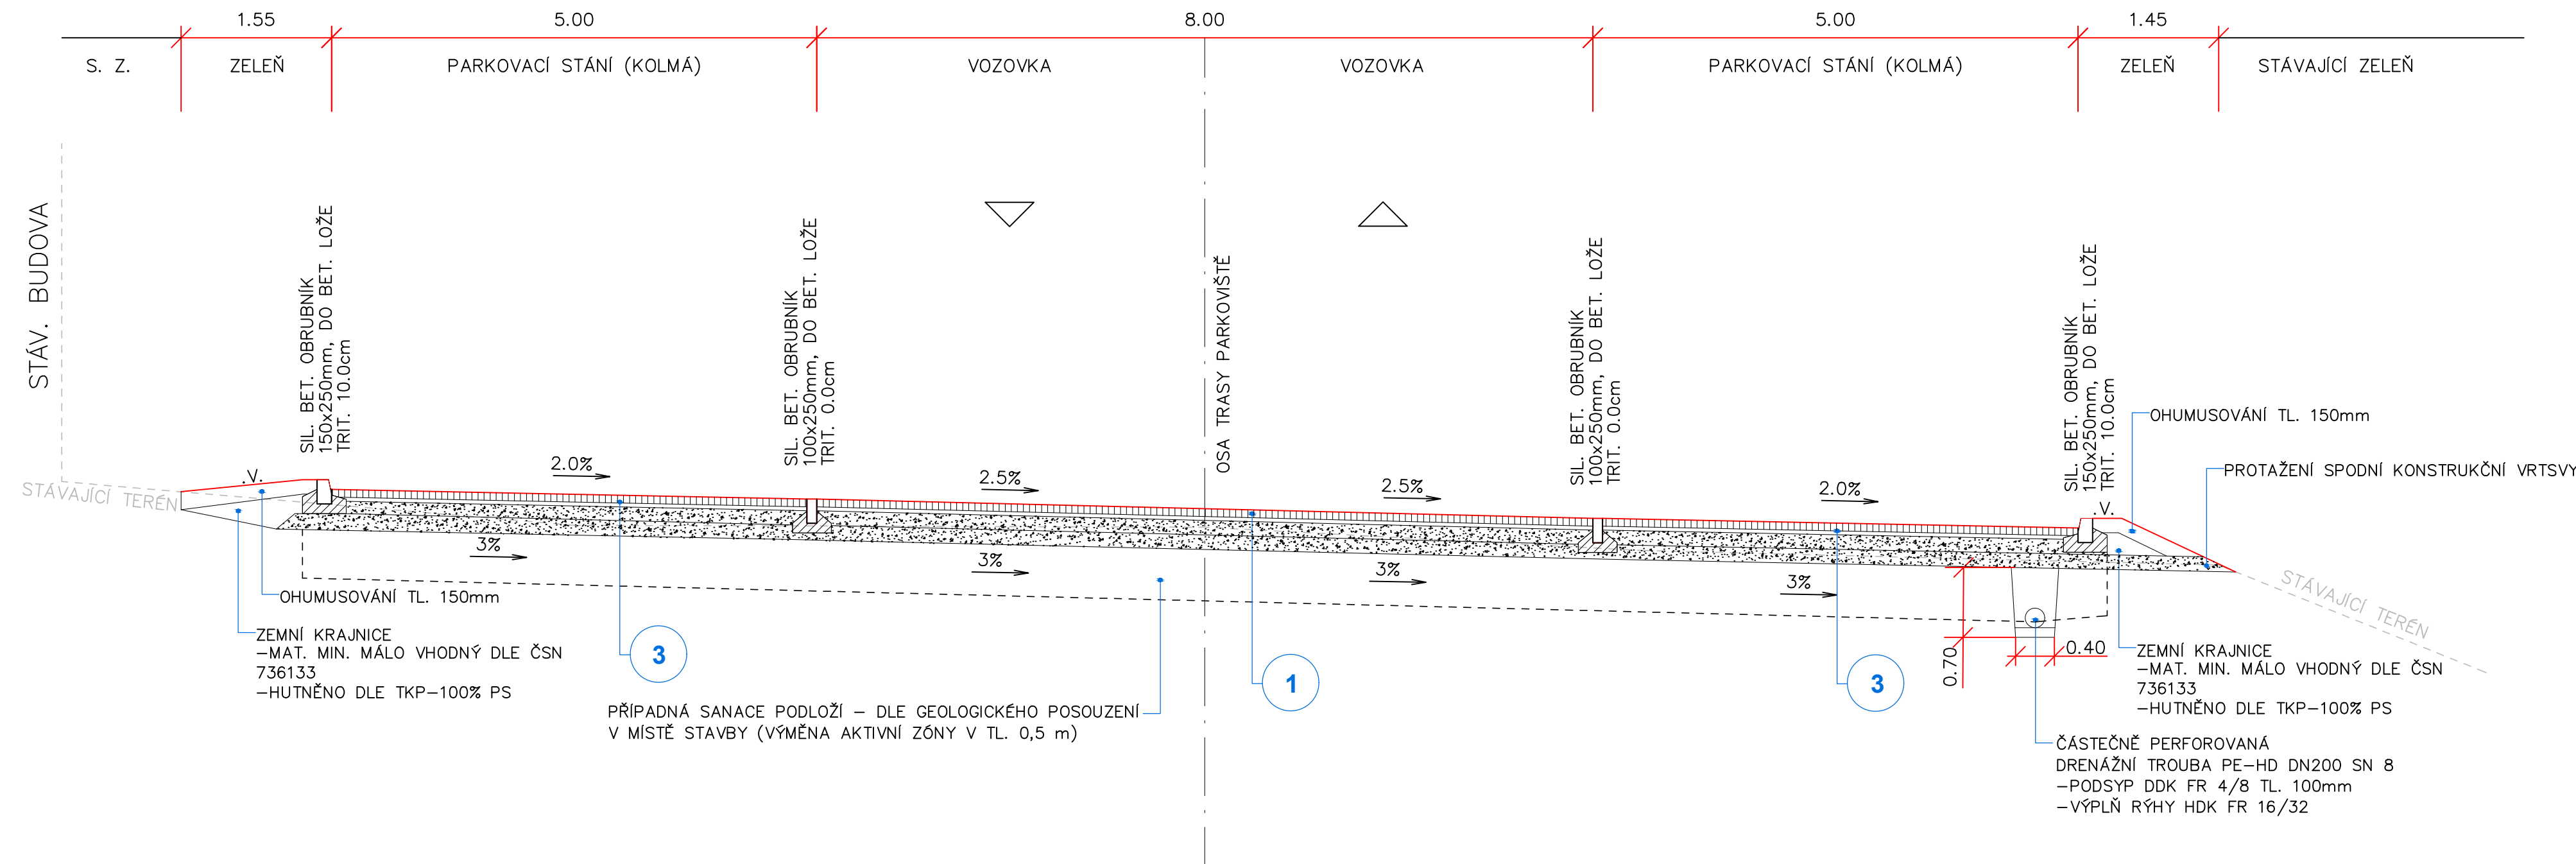 1.55
5.00
8.00
5.00
1.45
S. Z.
ZELEŇ
PARKOVACÍ STÁNÍ (KOLMÁ)
VOZOVKA
VOZOVKA
PARKOVACÍ STÁNÍ (KOLMÁ)
ZELEŇ
STÁVAJÍCÍ ZELEŇ
STÁV. BUDOVA
SIL. BET. OBRUBNÍK
150x250mm, DO BET. LOŽE
TRIT. 10.0cm
SIL. BET. OBRUBNÍK
100x250mm, DO BET. LOŽE
TRIT. 0.0cm
OSA TRASY PARKOVIŠTĚ
SIL. BET. OBRUBNÍK
100x250mm, DO BET. LOŽE
TRIT. 0.0cm
SIL. BET. OBRUBNÍK
150x250mm, DO BET. LOŽE
TRIT. 10.0cm
OHUMUSOVÁNÍ TL. 150mm
PROTAŽENÍ SPODNÍ KONSTRUKČNÍ VRTSVY
STÁVAJÍCÍ TERÉN
.V.
2.0%
2.5%
2.5%
2.0%
.V.
3%
3%
3%
3%
STÁVAJÍCÍ TERÉN
OHUMUSOVÁNÍ TL. 150mm
ZEMNÍ KRAJNICE
-MAT. MIN. MÁLO VHODNÝ DLE ČSN
736133
-HUTNĚNO DLE TKP-100% PS
3
1
3
0.70
0.40
ZEMNÍ KRAJNICE
-MAT. MIN. MÁLO VHODNÝ DLE ČSN
736133
-HUTNĚNO DLE TKP-100% PS
PŘÍPADNÁ SANACE PODLOŽÍ - DLE GEOLOGICKÉHO POSOUZENÍ
V MÍSTĚ STAVBY (VÝMĚNA AKTIVNÍ ZÓNY V TL. 0,5 m)
ČÁSTEČNĚ PERFOROVANÁ
DRENÁŽNÍ TROUBA PE-HD DN200 SN 8
-PODSYP DDK FR 4/8 TL. 100mm
-VÝPLŇ RÝHY HDK FR 16/32